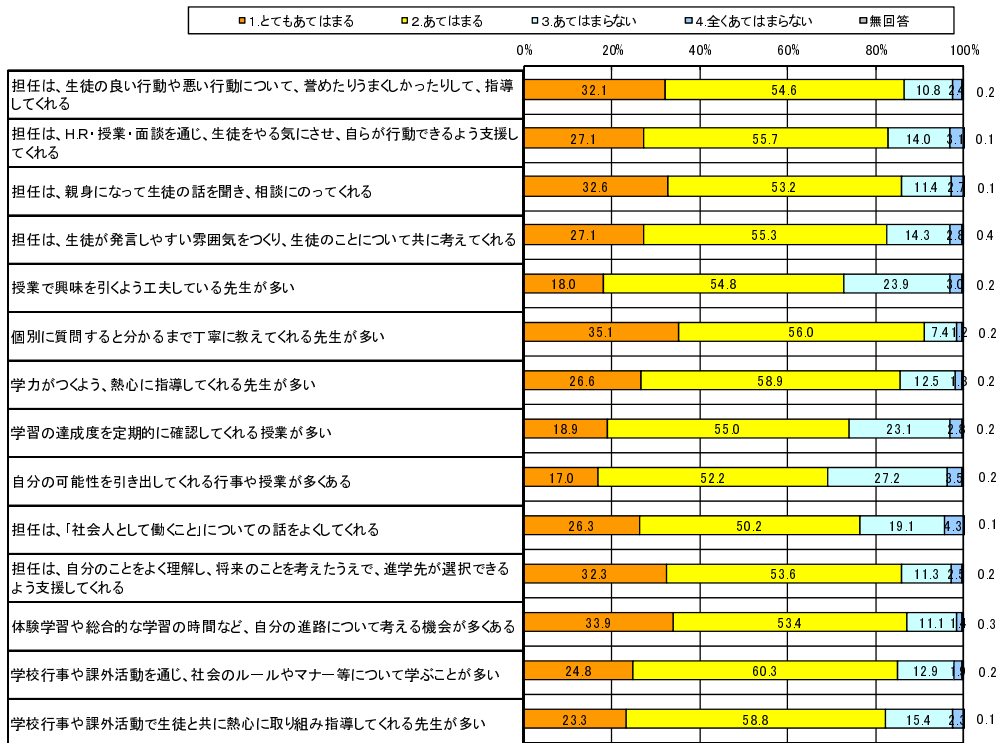 1.とてもあてはまる 2.あてはまる 3.あてはまらない 4.全くあてはまらない 無回答
0% 20% 40% 60% 80% 100%
担任は、生徒の良い行動や悪い行動について、誉めたりうまくしかったりして、指導
してくれる
32.1 54.6 10.8 2.4 0.2
担任は、HR・授業・面談を通じ、生徒をやる気にさせ、自らが行動できるよう支援し
てくれる
27.1 55.7 14.0 3.1 0.1
担任は、親身になって生徒の話を聞き、相談にのってくれる
32.6 53.2 11.4 2.7 0.1
担任は、生徒が発言しやすい雰囲気をつくり、生徒のことについて共に考えてくれる
27.1 55.3 14.3 2.8 0.4
授業で興味を引くよう工夫している先生が多い
18.0 54.8 23.9 3.0 0.2
個別に質問すると分かるまで丁寧に教えてくれる先生が多い
35.1 56.0 7.4 1.2 0.2
学力がつくよう、熱心に指導してくれる先生が多い
26.6 58.9 12.5 1.8 0.2
学習の達成度を定期的に確認してくれる授業が多い
18.9 55.0 23.1 2.8 0.2
自分の可能性を引き出してくれる行事や授業が多くある
17.0 52.2 27.2 3.5 0.2
担任は、「社会人として働くこと」についての話をよくしてくれる
26.3 50.2 19.1 4.3 0.1
担任は、自分のことをよく理解し、将来のことを考えたうえで、進学先が選択できる
よう支援してくれる
32.3 53.6 11.3 2.5 0.2
体験学習や総合的な学習の時間など、自分の進路について考える機会が多くある
33.9 53.4 11.1 1.4 0.3
学校行事や課外活動を通じ、社会のルールやマナー等について学ぶことが多い
24.8 60.3 12.9 1.9 0.2
学校行事や課外活動で生徒と共に熱心に取り組み指導してくれる先生が多い
23.3 58.8 15.4 2.3 0.1